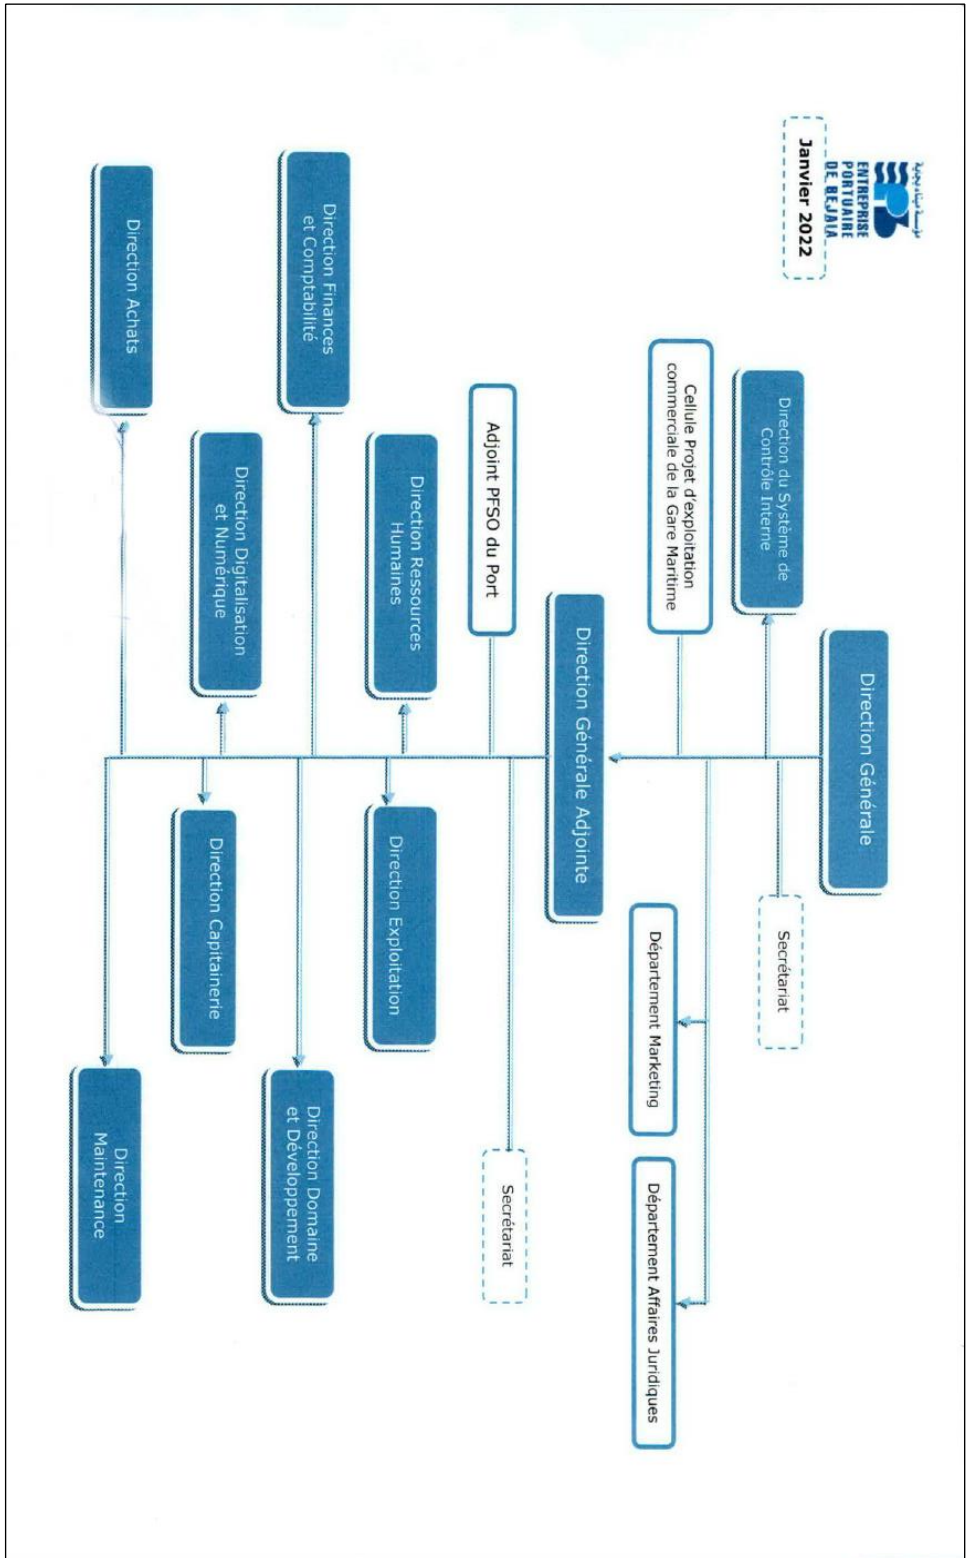 مؤسسة ميناء بجاية
ENTREPRISE
PORTUAIRE
DE BEJAIA
Janvier 2022
Direction Générale
Secrétariat
Direction du Système de
Contrôle Interne
Cellule Projet d'exploitation
commerciale de la Gare Maritime
Département Marketing
Département Affaires Juridiques
Direction Générale Adjointe
Adjoint PFSO du Port
Secrétariat
Direction Ressources
Humaines
Direction Exploitation
Direction Finances
et Comptabilité
Direction Domaine
et Développement
Direction Digitalisation
et Numérique
Direction Capitainerie
Direction Achats
Direction
Maintenance